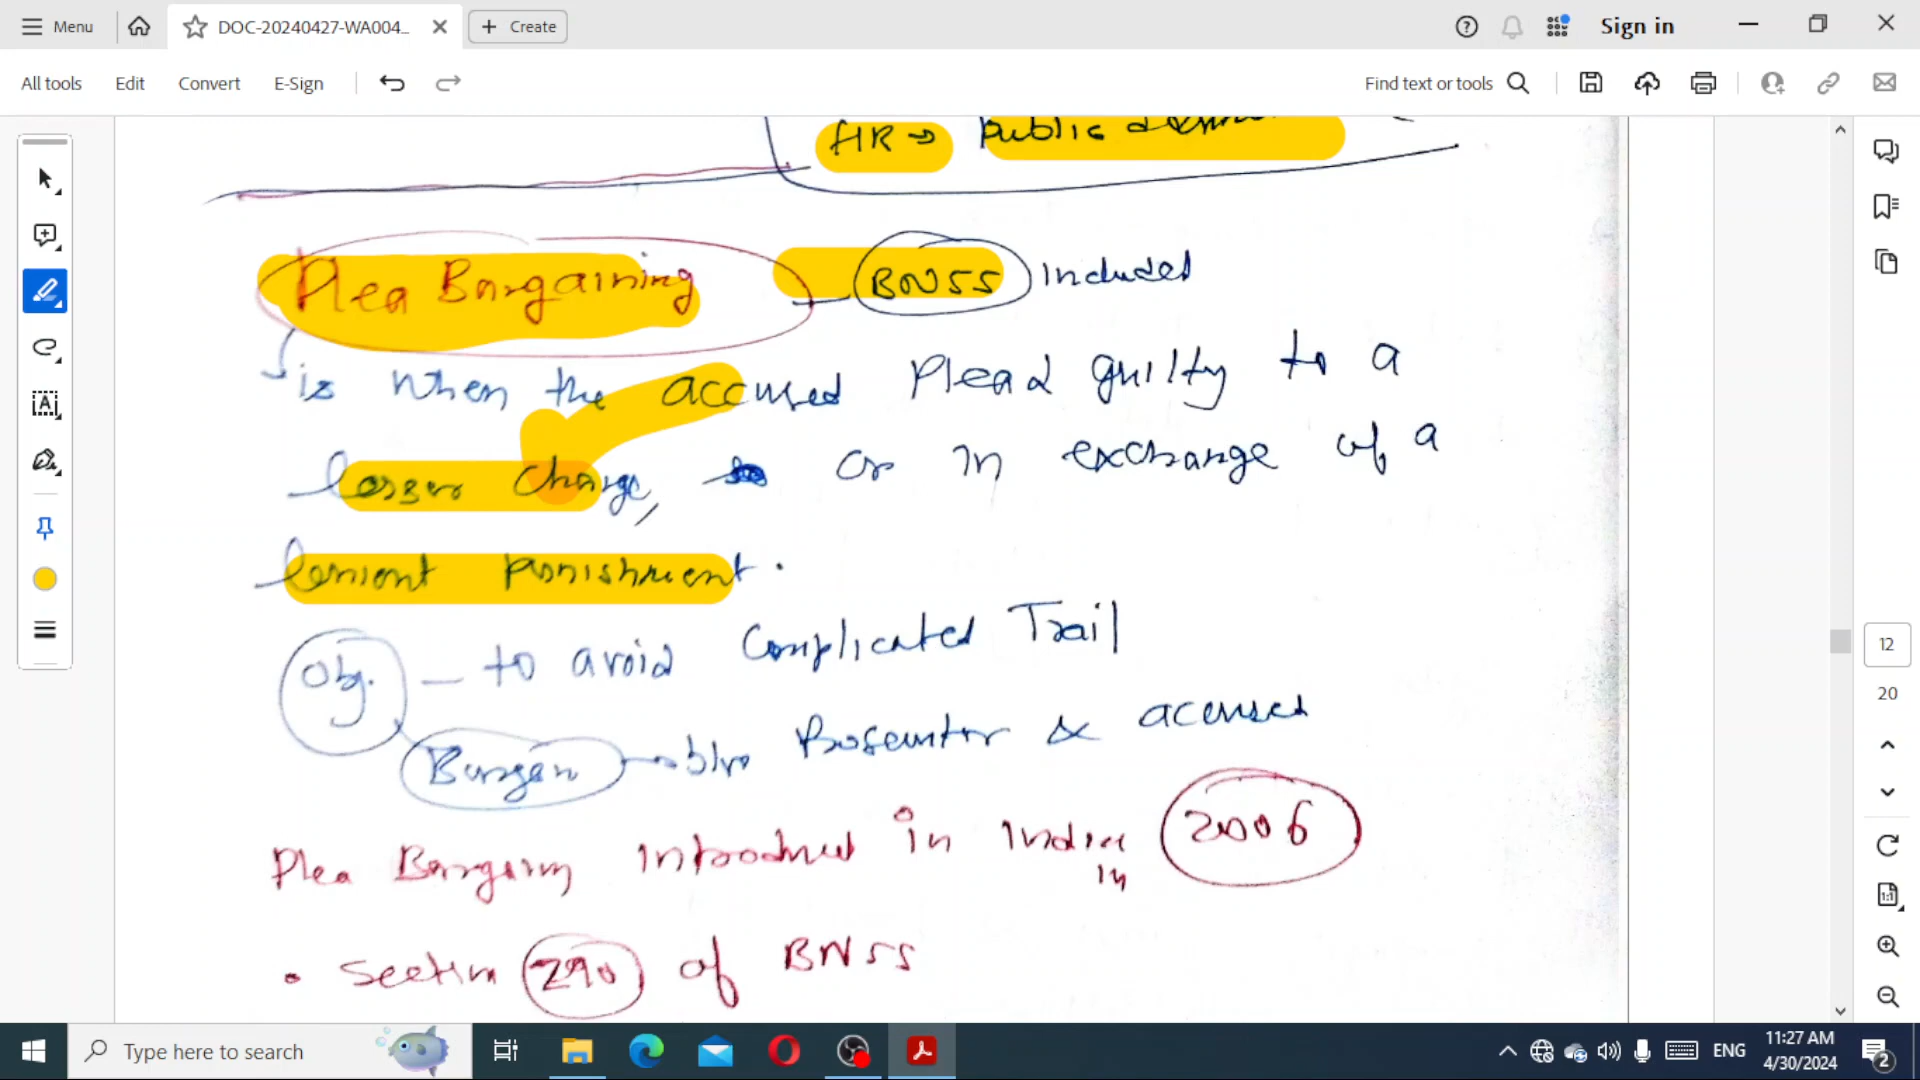 Menu
DOC-20240427-WA004...
Create
Sign in
All tools
Edit
Convert
E-Sign
Find text or tools
HR → public
Plea Bargaining - BNSS Included
is when the accused Plead guilty to a
lesser charge, or in exchange of a
lenient punishment.
Obj. - to avoid Complicated Trail
Bargan b/w Prosecutor & accused
Plea Bargaining introduced in India in 2006
• Section 290 of BNSS
12
20
Type here to search
ENG
11:27 AM
4/30/2024
2